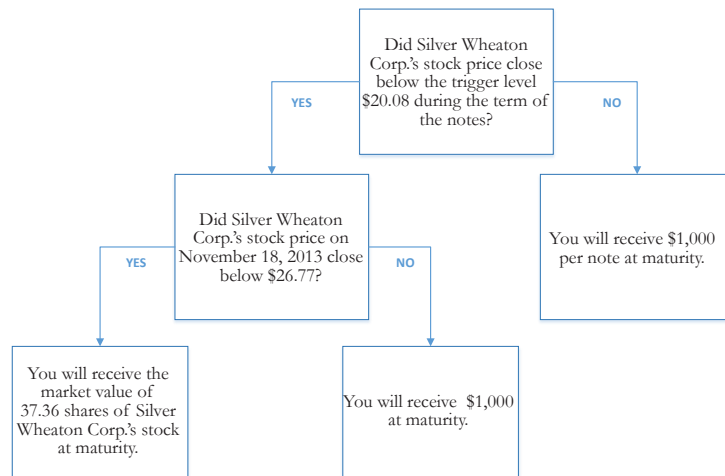 Did Silver Wheaton
Corp.'s stock price close
below the trigger level
$20.08 during the term of
the notes?
YES
NO
Did Silver Wheaton
Corp.'s stock price on
November 18, 2013 close
below $26.77?
You will receive $1,000
per note at maturity.
YES
NO
You will receive the
market value of
37.36 shares of Silver
Wheaton Corp.'s stock
at maturity.
You will receive $1,000
at maturity.